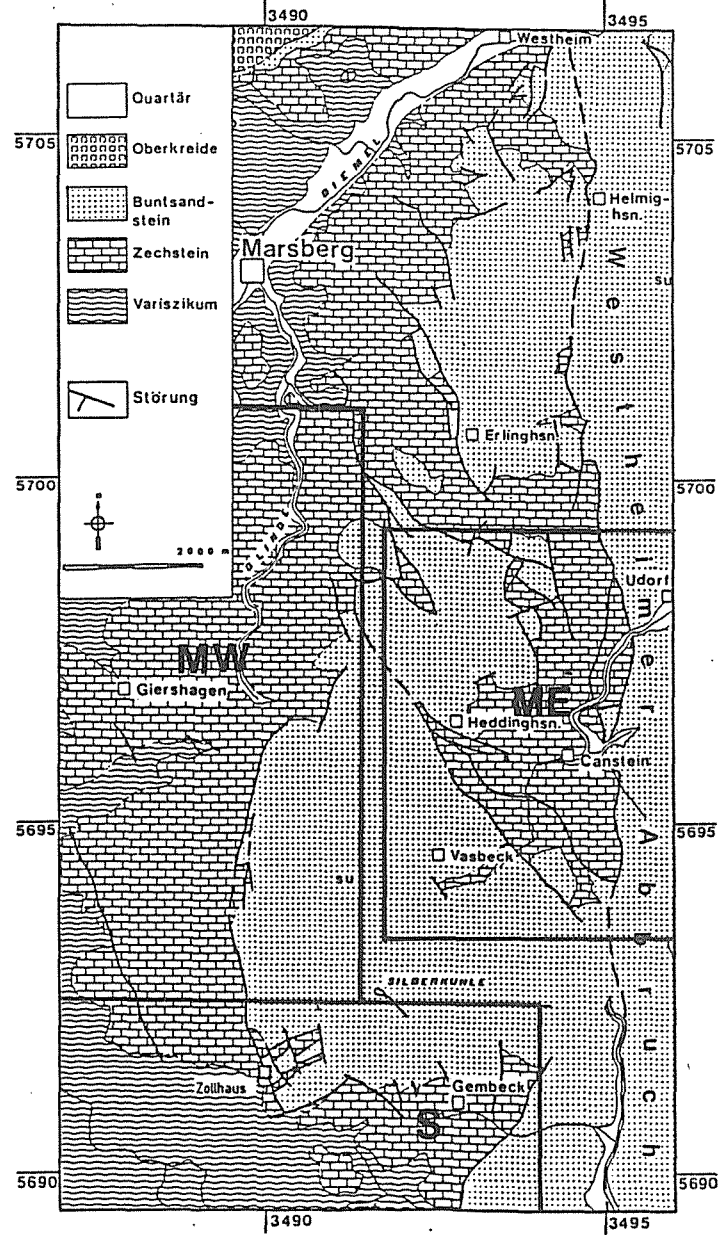 3490
3495
Westheim
Quartär
5705
5705
Oberkreide
DIEMEL
Buntsand-
stein
Helmig-
hsn.
Zechstein
Marsberg
su
Variszikum
Störung
Westheimer Abbruch
Erlinghsn.
5700
5700
2000 m
Udorf
MW
Giershagen
ME
Heddinghsn.
Canstein
5695
5695
Vasbeck
su
SILBERKUHLE
Zollhaus
Gembeck
S
5690
5690
3490
3495